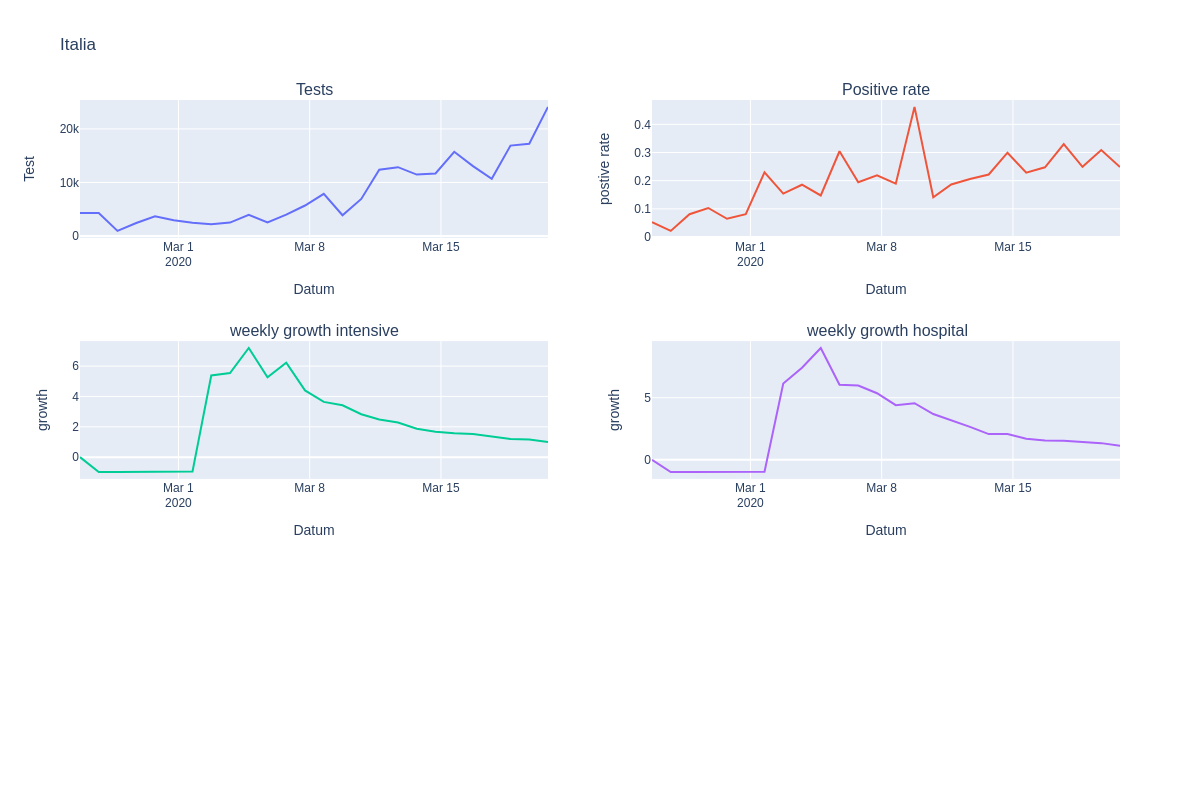 Italia
Tests
Test
20k
10k
0
Mar 1
2020
Mar 8
Mar 15
Datum
Positive rate
postive rate
0.4
0.3
0.2
0.1
0
Mar 1
2020
Mar 8
Mar 15
Datum
weekly growth intensive
growth
6
4
2
0
Mar 1
2020
Mar 8
Mar 15
Datum
weekly growth hospital
growth
5
0
Mar 1
2020
Mar 8
Mar 15
Datum